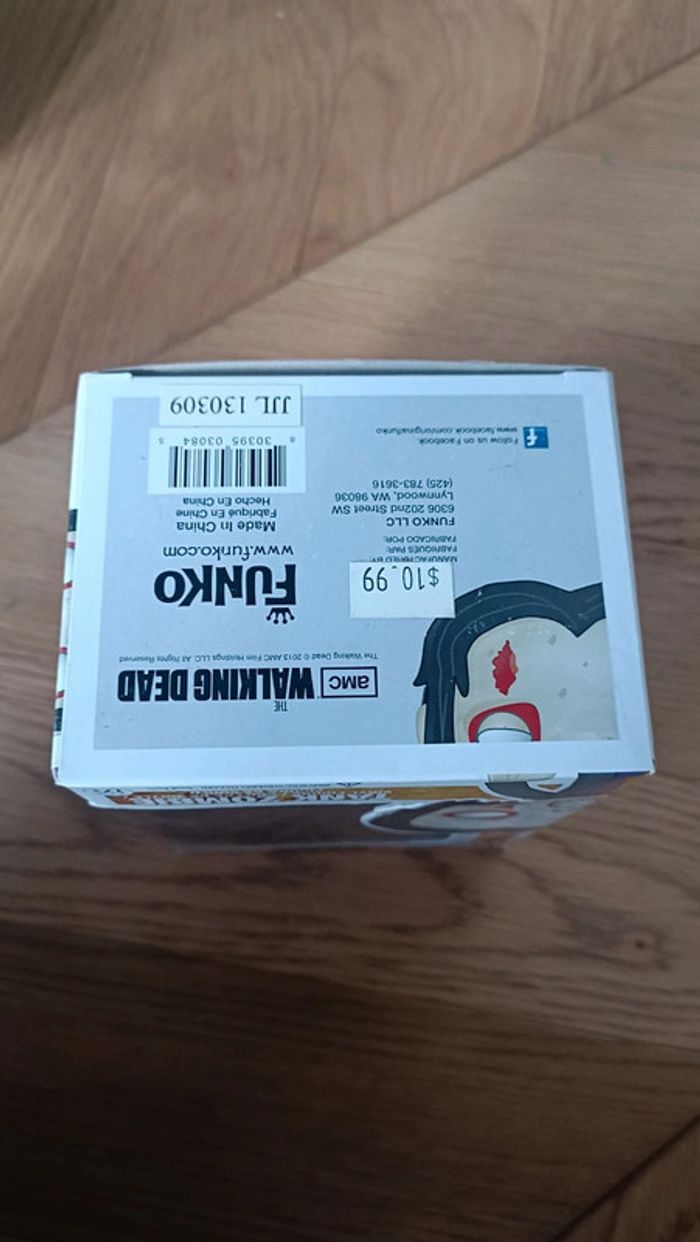 amc THE
WALKING DEAD
The Walking Dead © 2013 AMC Film Holdings LLC. All Rights Reserved
$10.99
MANUFACTURED BY:
FABRIQUÉS PAR:
FABRICADO POR:
FUNKO LLC
6306 202nd Street SW
Lynnwood, WA 98036
(425) 783-3616
f Follow us on Facebook.
www.facebook.com/originalfunko
FUNKO
www.funko.com
Made In China
Fabriqué En Chine
Hecho En China
8 30395 03084 5
JJL 130309